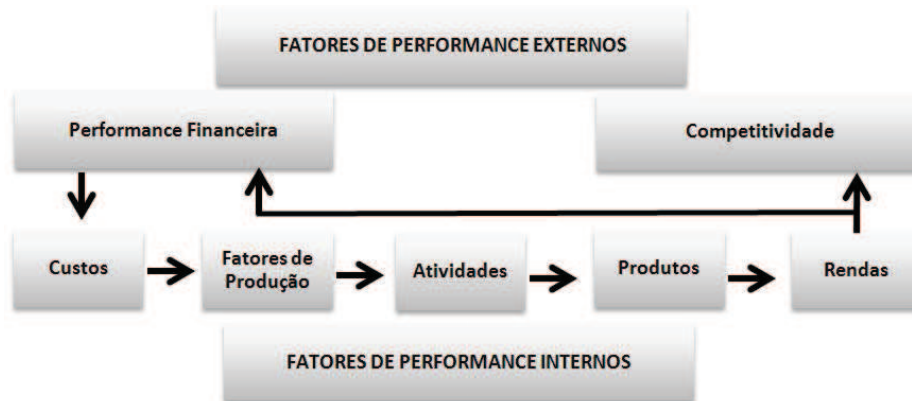 FATORES DE PERFORMANCE EXTERNOS
Performance Financeira
Competitividade
Custos
Fatores de
Produção
Atividades
Produtos
Rendas
FATORES DE PERFORMANCE INTERNOS